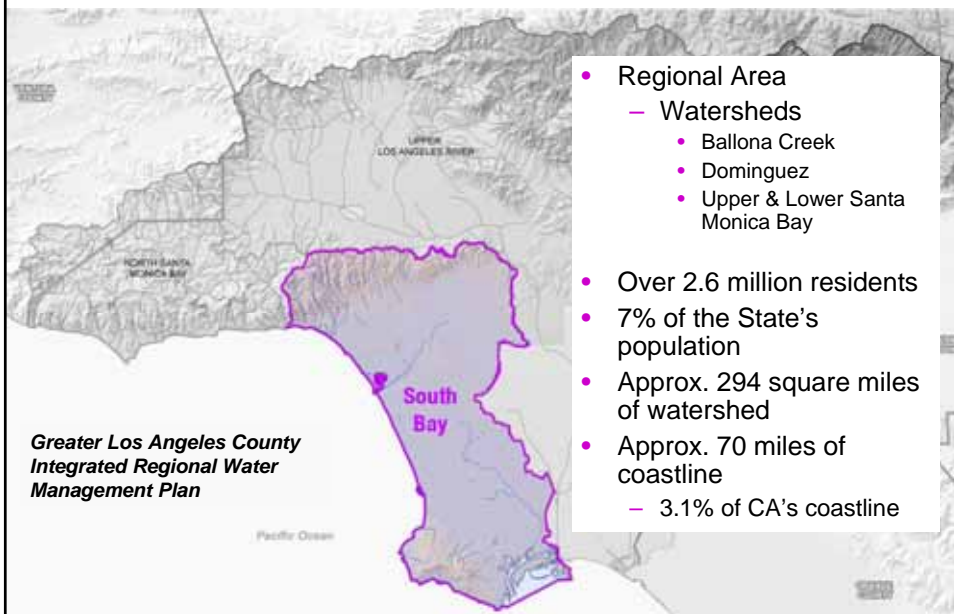 • Regional Area
– Watersheds
• Ballona Creek
• Dominguez
• Upper & Lower Santa
Monica Bay
• Over 2.6 million residents
• 7% of the State's
population
• Approx. 294 square miles
of watershed
• Approx. 70 miles of
coastline
– 3.1% of CA's coastline
UPPER
LOS ANGELES RIVER
NORTH SANTA
MONICA BAY
South
Bay
Greater Los Angeles County
Integrated Regional Water
Management Plan
Pacific Ocean